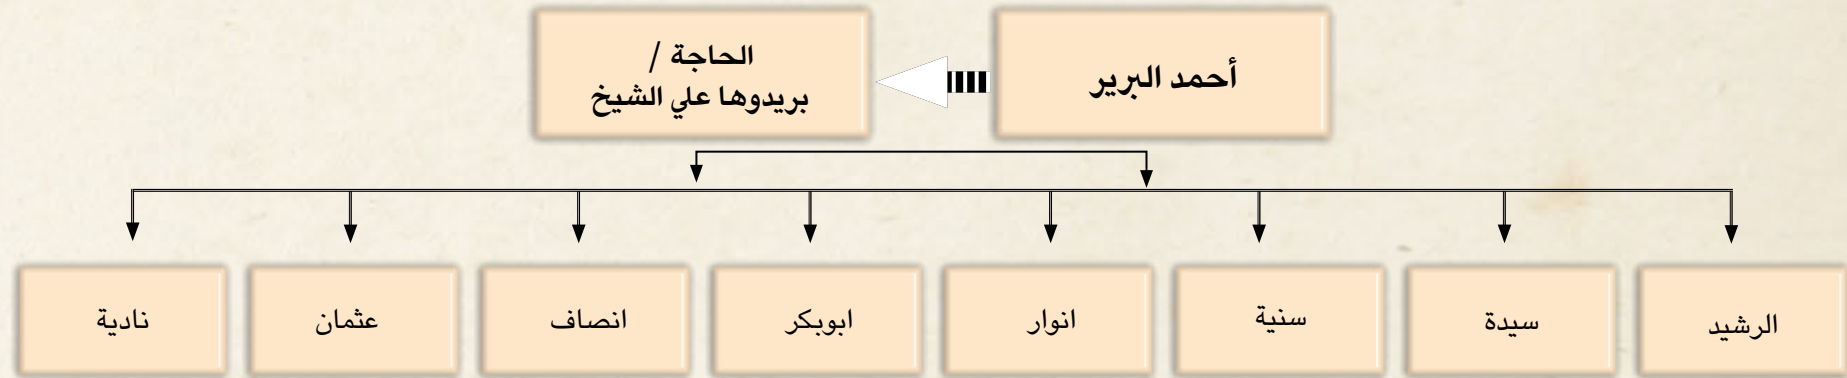 أحمد البرير
الحاجة /
بريدوها علي الشيخ
الرشيد
سيدة
سنية
انوار
ابوبكر
انصاف
عثمان
نادية